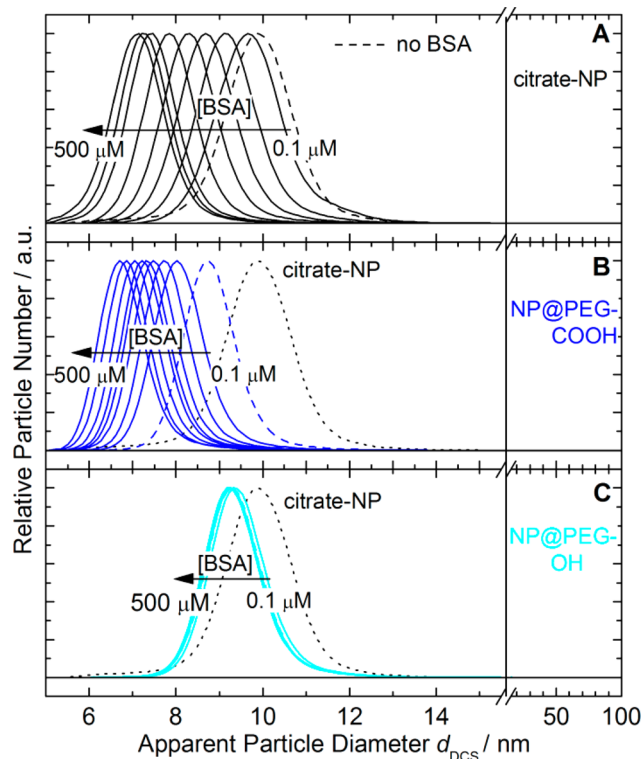 A
no BSA
citrate-NP
[BSA]
500 μM
0.1 μM
B
citrate-NP
NP@PEG-
COOH
[BSA]
500 μM
0.1 μM
C
citrate-NP
NP@PEG-
OH
[BSA]
500 μM
0.1 μM
6 8 10 12 14 50 100
Apparent Particle Diameter dDCS / nm
Relative Particle Number / a.u.